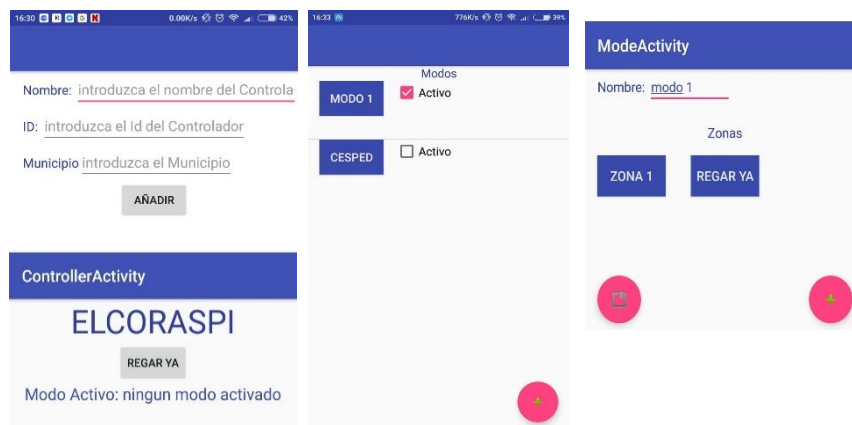 16:30 0.00K/s 42%
Nombre: introduzca el nombre del Controla
ID: introduzca el Id del Controlador
Municipio introduzca el Municipio
AÑADIR
ControllerActivity
ELCORASPI
REGAR YA
Modo Activo: ningun modo activado
16:33 776K/s 39%
Modos
MODO 1 Activo
CESPED Activo
ModeActivity
Nombre: modo 1
Zonas
ZONA 1 REGAR YA